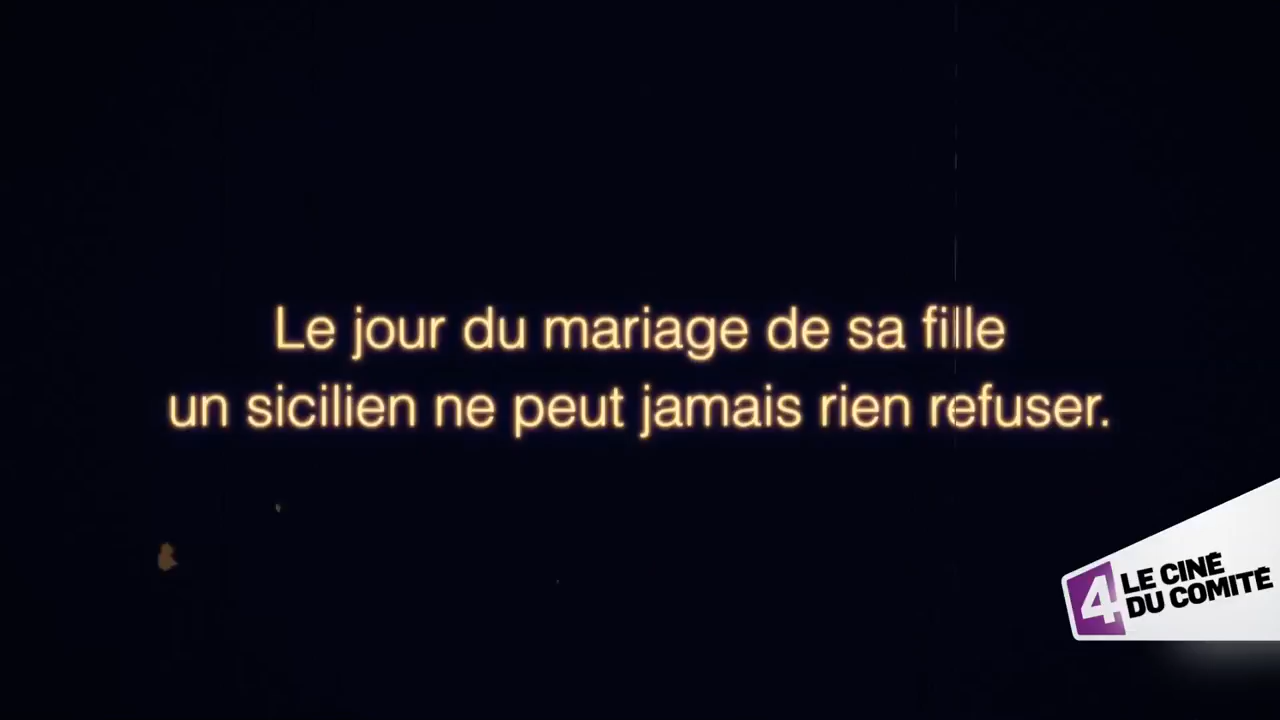 Le jour du mariage de sa fille
un sicilien ne peut jamais rien refuser.
4 LE CINÉ
DU COMITÉ